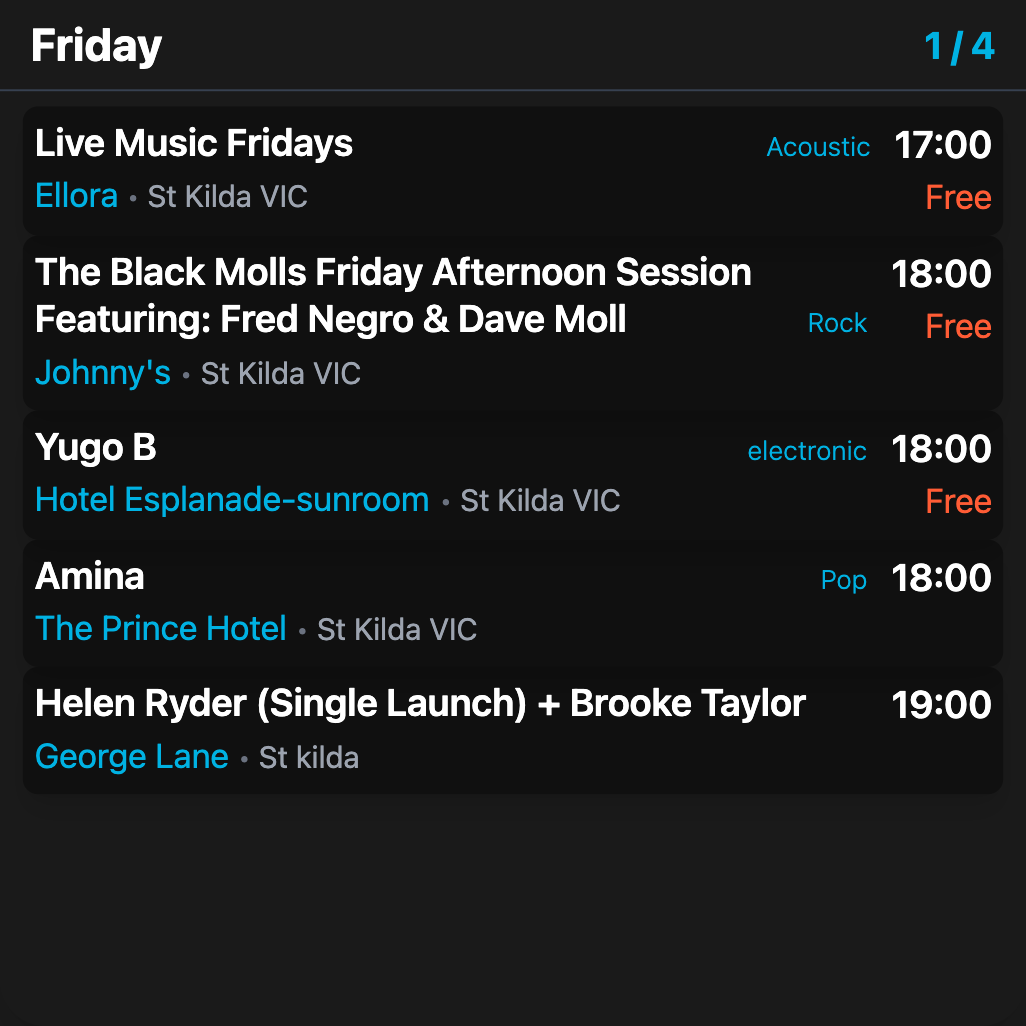 Friday 1 / 4
Live Music Fridays Acoustic 17:00
Ellora • St Kilda VIC Free
The Black Molls Friday Afternoon Session 18:00
Featuring: Fred Negro & Dave Moll Rock Free
Johnny's • St Kilda VIC
Yugo B electronic 18:00
Hotel Esplanade-sunroom • St Kilda VIC Free
Amina Pop 18:00
The Prince Hotel • St Kilda VIC
Helen Ryder (Single Launch) + Brooke Taylor 19:00
George Lane • St kilda